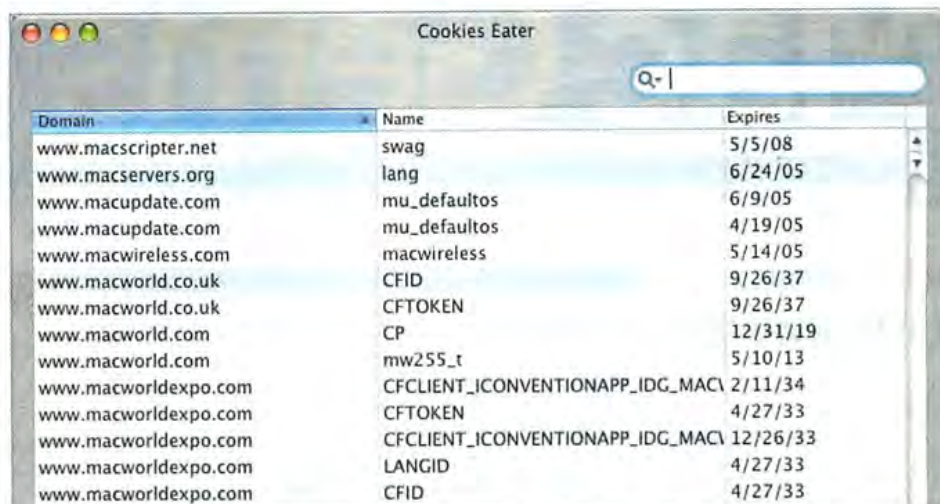 Cookies Eater
Domain Name Expires
www.macscripter.net swag 5/5/08
www.macservers.org lang 6/24/05
www.macupdate.com mu_defaultos 6/9/05
www.macupdate.com mu_defaultos 4/19/05
www.macwireless.com macwireless 5/14/05
www.macworld.co.uk CFID 9/26/37
www.macworld.co.uk CFTOKEN 9/26/37
www.macworld.com CP 12/31/19
www.macworld.com mw255_t 5/10/13
www.macworldexpo.com CFCLIENT_ICONVENTIONAPP_IDG_MACV 2/11/34
www.macworldexpo.com CFTOKEN 4/27/33
www.macworldexpo.com CFCLIENT_ICONVENTIONAPP_IDG_MACV 12/26/33
www.macworldexpo.com LANGID 4/27/33
www.macworldexpo.com CFID 4/27/33